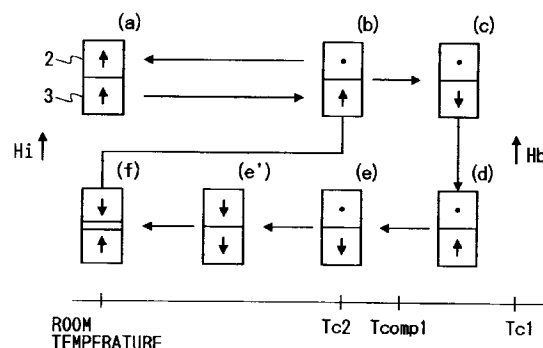 (a) (b) (c)
2
3
Hi Hb
(f) (e') (e) (d)
ROOM TEMPERATURE Tc2 Tcomp1 Tc1